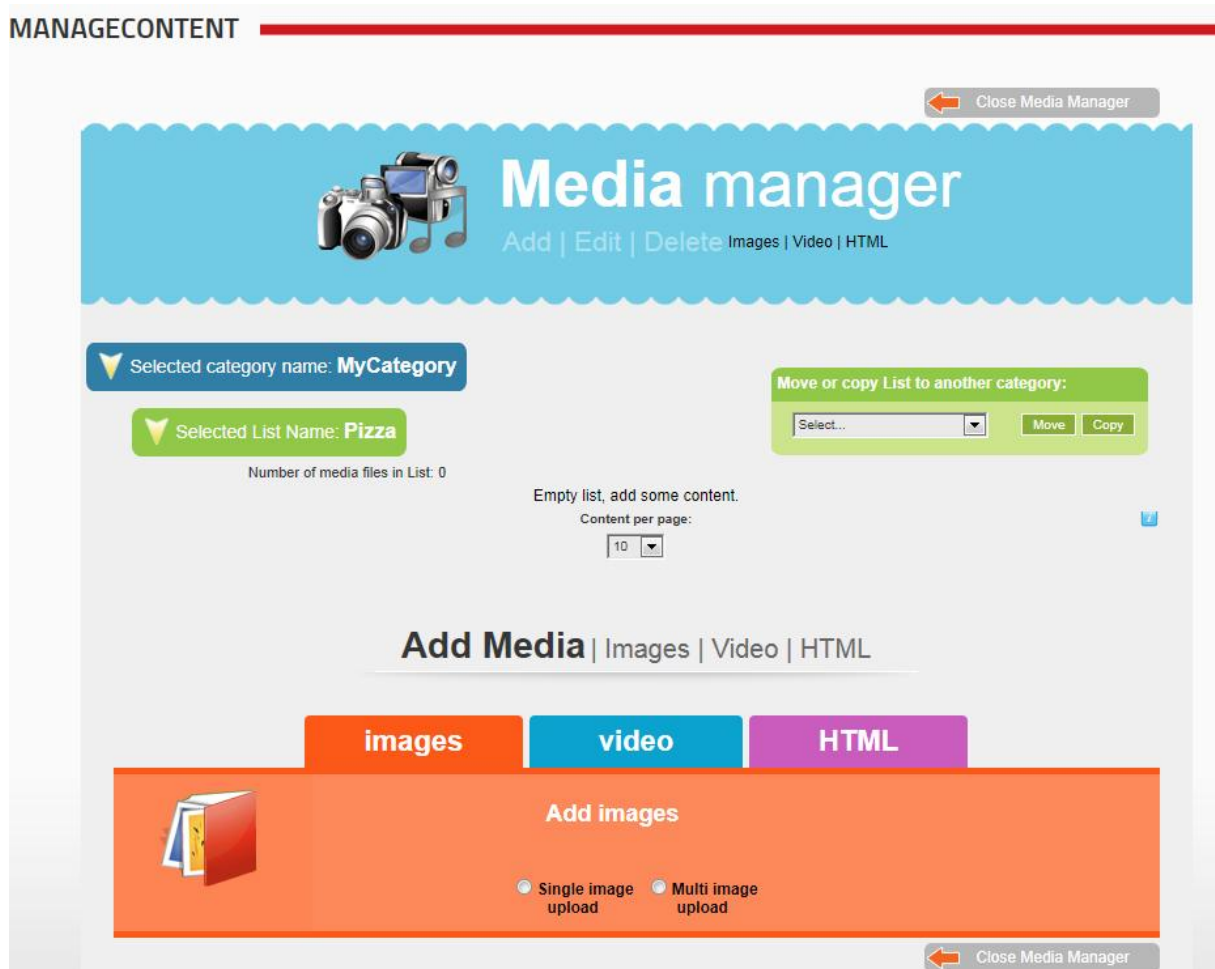 MANAGECONTENT
Close Media Manager
Media manager
Add | Edit | Delete Images | Video | HTML
Selected category name: MyCategory
Move or copy List to another category:
Select... Move Copy
Selected List Name: Pizza
Number of media files in List: 0
Empty list, add some content.
Content per page:
10
Add Media | Images | Video | HTML
images video HTML
Add images
Single image upload
Multi image upload
Close Media Manager